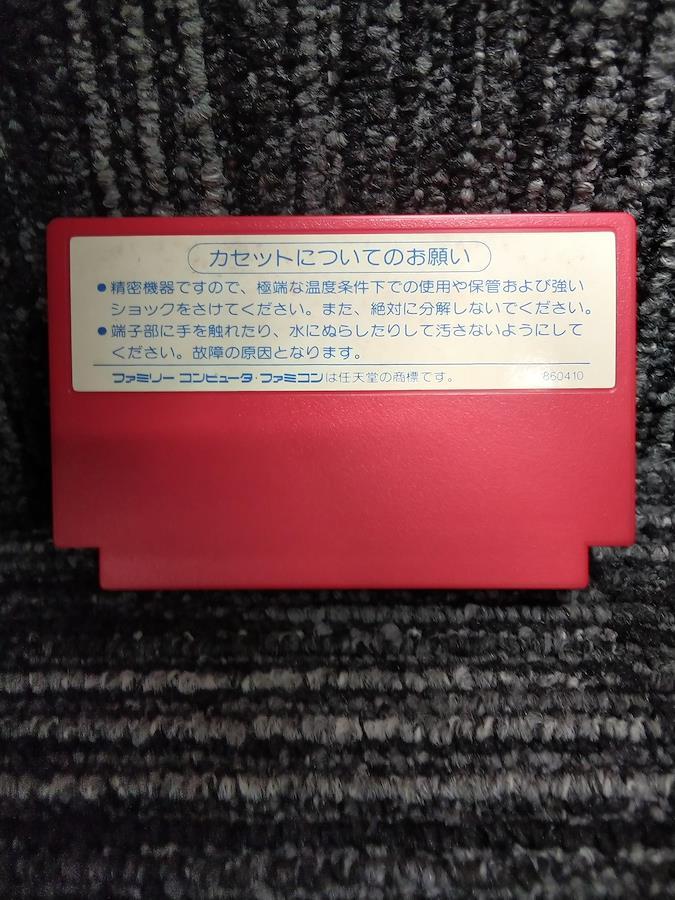 カセットについてのお願い
●精密機器ですので、極端な温度条件下での使用や保管および強い
ショックをさけてください。また、絶対に分解しないでください。
●端子部に手を触れたり、水にぬらしたりして汚さないようにして
ください。故障の原因となります。
ファミリー コンピュータ・ファミコンは任天堂の商標です。 860410